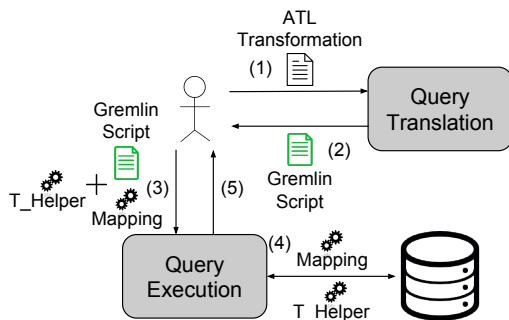 ATL
Transformation
(1)
Query
Translation
(2)
Gremlin
Script
Gremlin
Script
T_Helper
Mapping
(3)
(5)
Query
Execution
(4)
Mapping
T_Helper